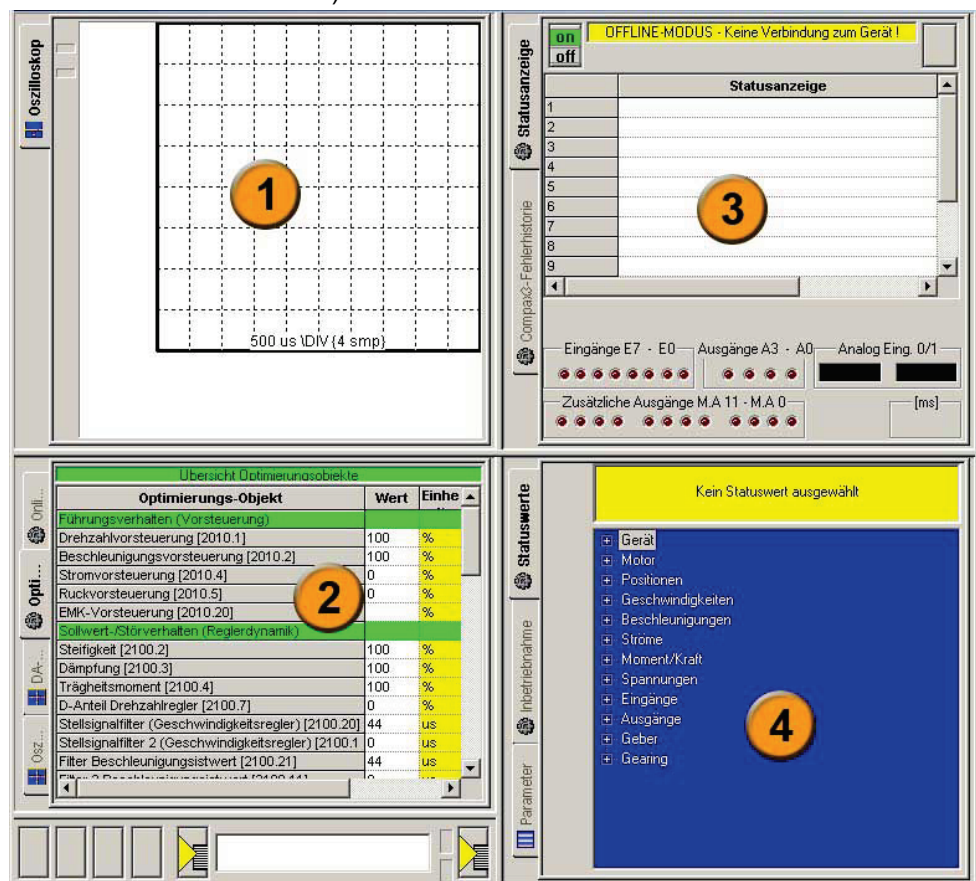 Oszilloskop
1
500 us \DIV {4 smp}
Statusanzeige
Compax3-Fehlerhistorie
on
off
OFFLINE-MODUS - Keine Verbindung zum Gerät !
Statusanzeige
1
2
3
4
5
6
7
8
9
3
Eingänge E7 - E0
Ausgänge A3 - A0
Analog Eing. 0/1
Zusätzliche Ausgänge M.A 11 - M.A 0
[ms]
Onli...
Opti...
DA-...
Osz...
Übersicht Optimierungsobjekte
Optimierungs-Objekt Wert Einhe
Führungsverhalten (Vorsteuerung)
Drehzahlvorsteuerung [2010.1] 100 %
Beschleunigungsvorsteuerung [2010.2] 100 %
Stromvorsteuerung [2010.4] 0 %
Ruckvorsteuerung [2010.5] 0 %
EMK-Vorsteuerung [2010.20] %
2
Sollwert-/Störverhalten (Reglerdynamik)
Steifigkeit [2100.2] 100 %
Dämpfung [2100.3] 100 %
Trägheitsmoment [2100.4] 100 %
D-Anteil Drehzahlregler [2100.7] 0 %
Stellsignalfilter (Geschwindigkeitsregler) [2100.20] 44 us
Stellsignalfilter 2 (Geschwindigkeitsregler) [2100.1 0 us
Filter Beschleunigungsistwert [2100.21] 44 us
Statuswerte
Inbetriebnahme
Parameter
Kein Statuswert ausgewählt
Gerät
Motor
Positionen
Geschwindigkeiten
Beschleunigungen
Ströme
Moment/Kraft
Spannungen
Eingänge
Ausgänge
Geber
Gearing
4